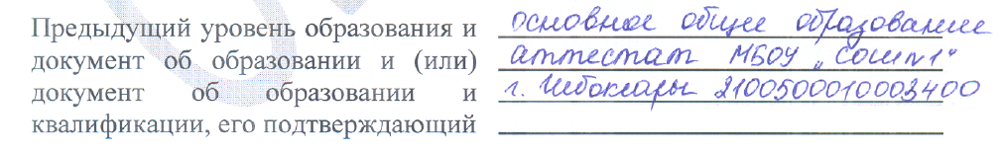 Предыдущий уровень образования и
документ об образовании и (или)
документ об образовании и
квалификации, его подтверждающий
основное общее образование
аттестат МБОУ „СОШ№1"
г. Чебоксары 2100500010003400